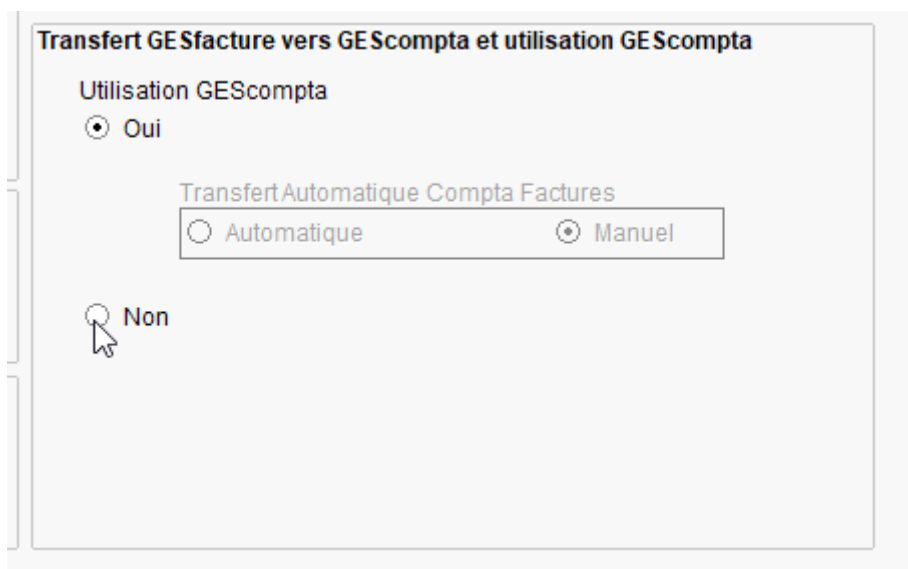 Transfert GESfacture vers GEScompta et utilisation GEScompta
Utilisation GEScompta
Oui
Transfert Automatique Compta Factures
Automatique Manuel
Non